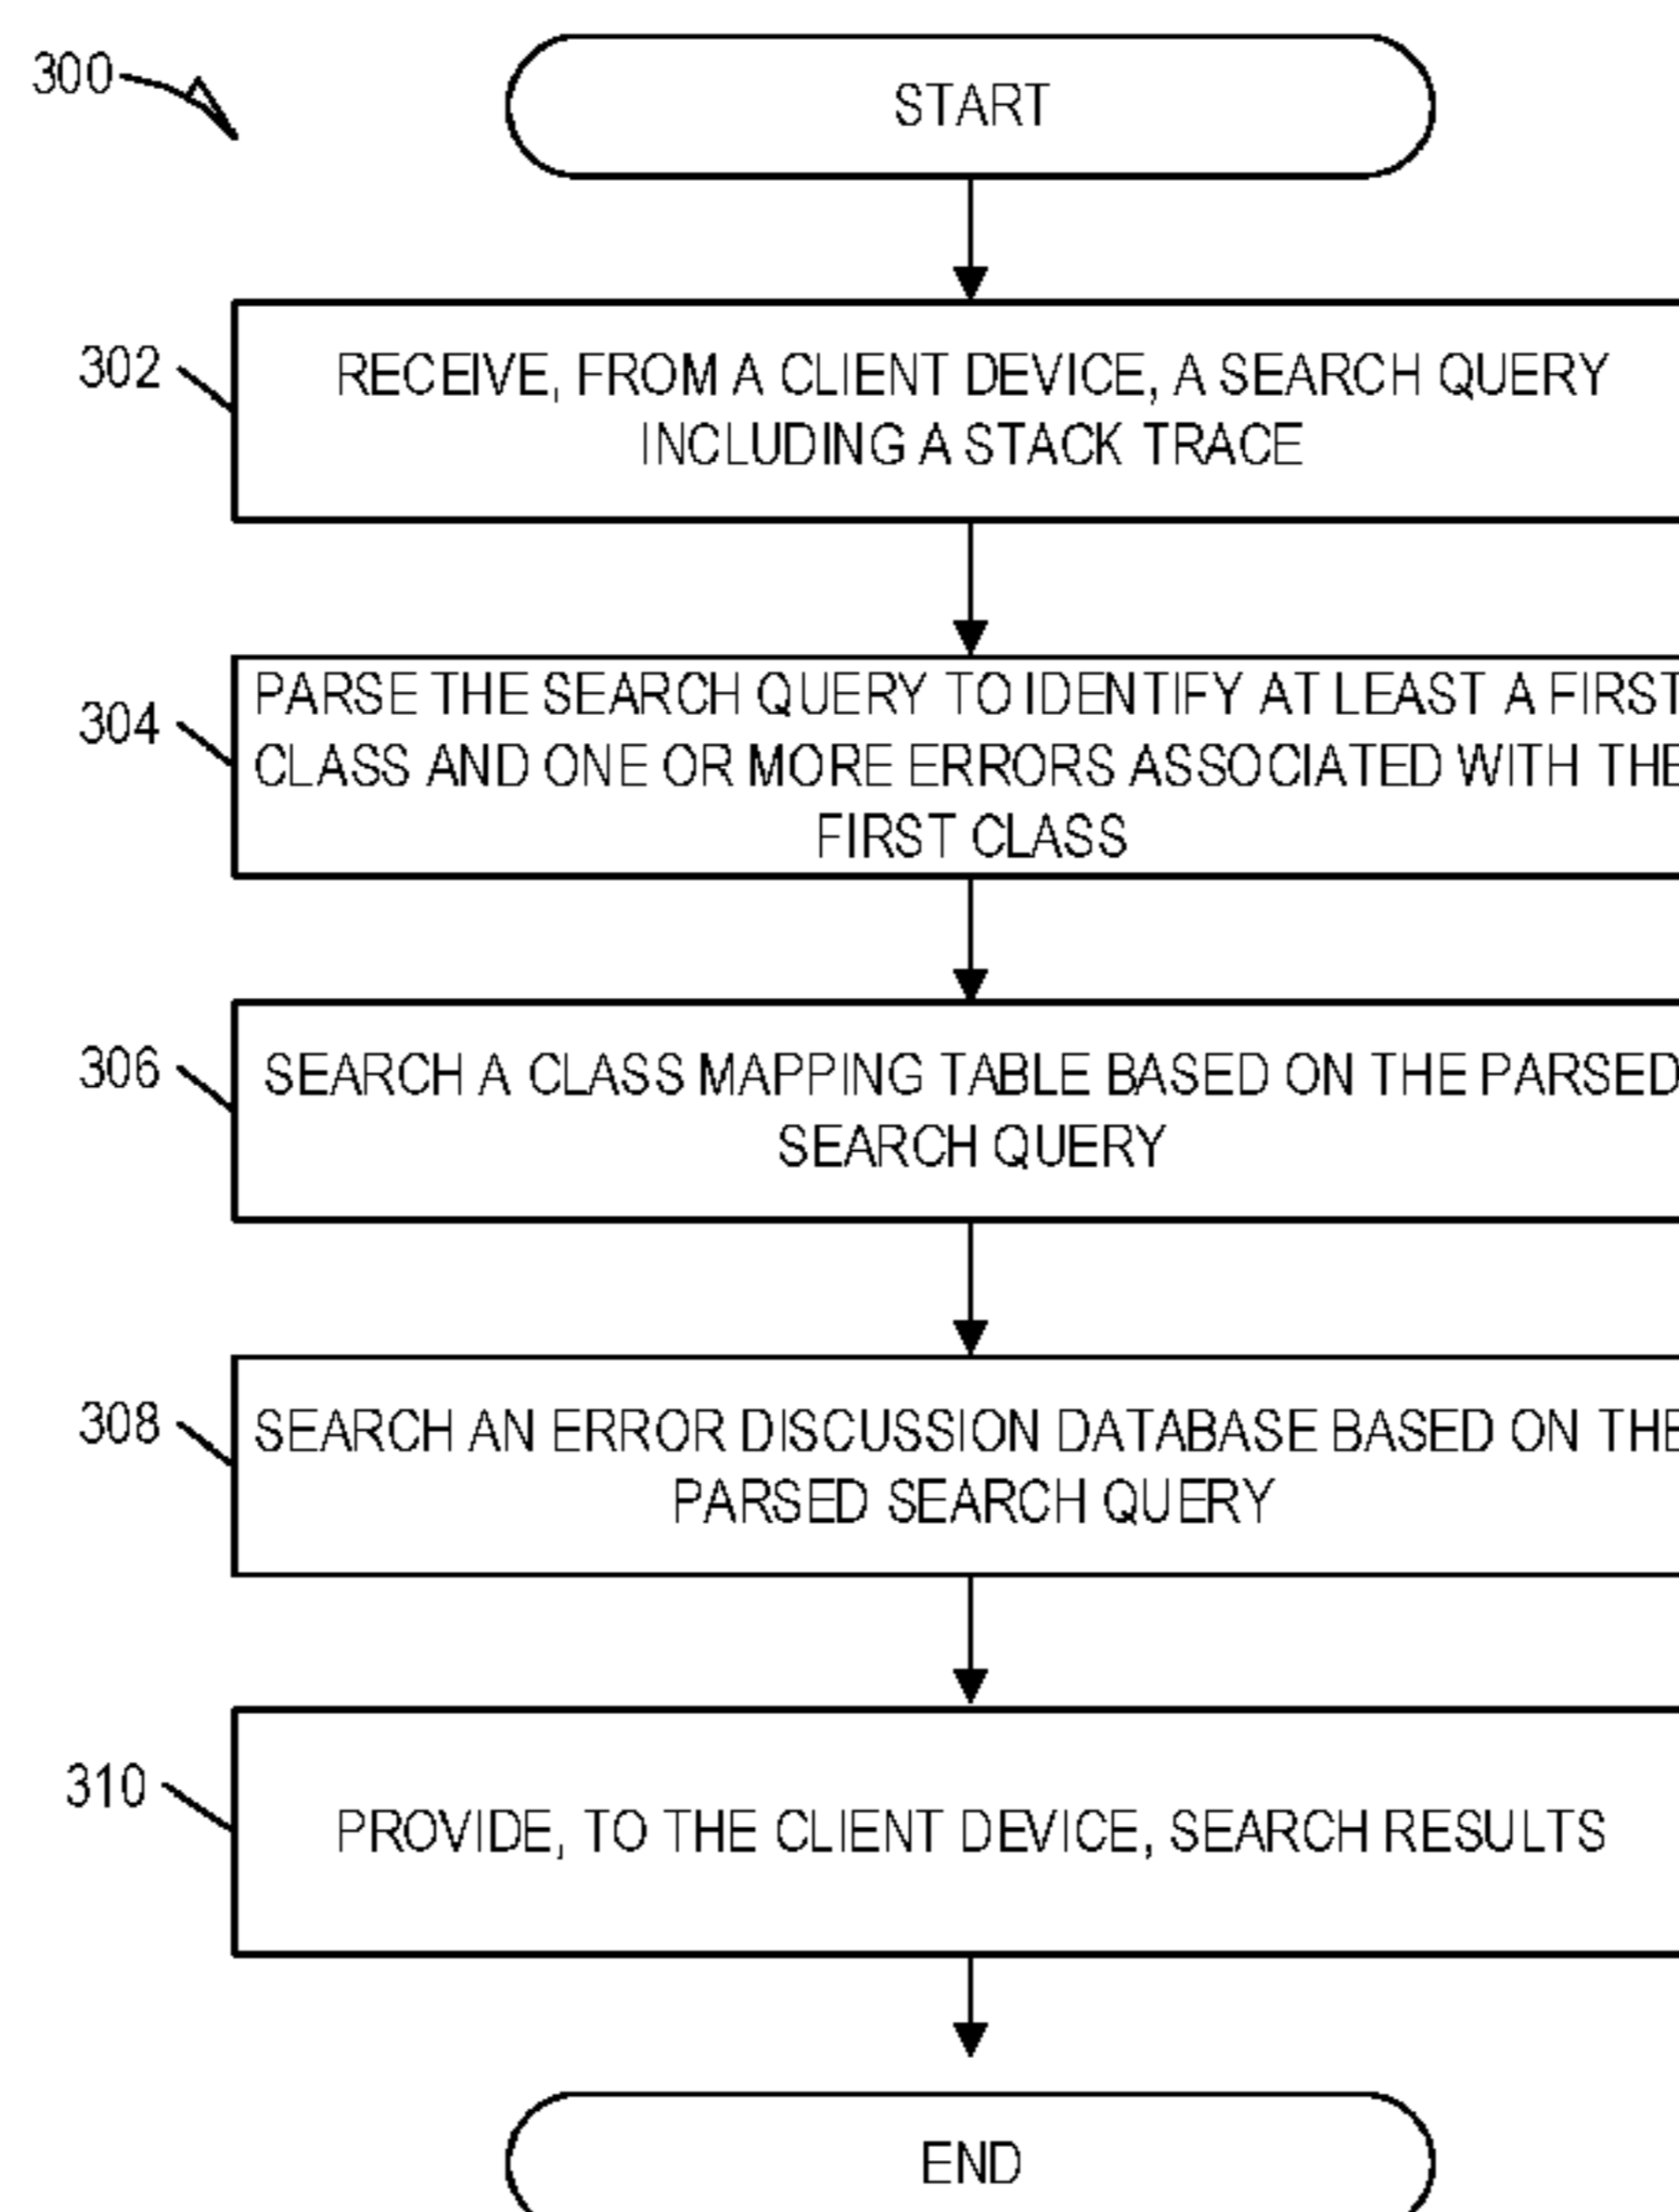 300
START
302
RECEIVE, FROM A CLIENT DEVICE, A SEARCH QUERY
INCLUDING A STACK TRACE
304
PARSE THE SEARCH QUERY TO IDENTIFY AT LEAST A FIRST
CLASS AND ONE OR MORE ERRORS ASSOCIATED WITH THE
FIRST CLASS
306
SEARCH A CLASS MAPPING TABLE BASED ON THE PARSED
SEARCH QUERY
308
SEARCH AN ERROR DISCUSSION DATABASE BASED ON THE
PARSED SEARCH QUERY
310
PROVIDE, TO THE CLIENT DEVICE, SEARCH RESULTS
END